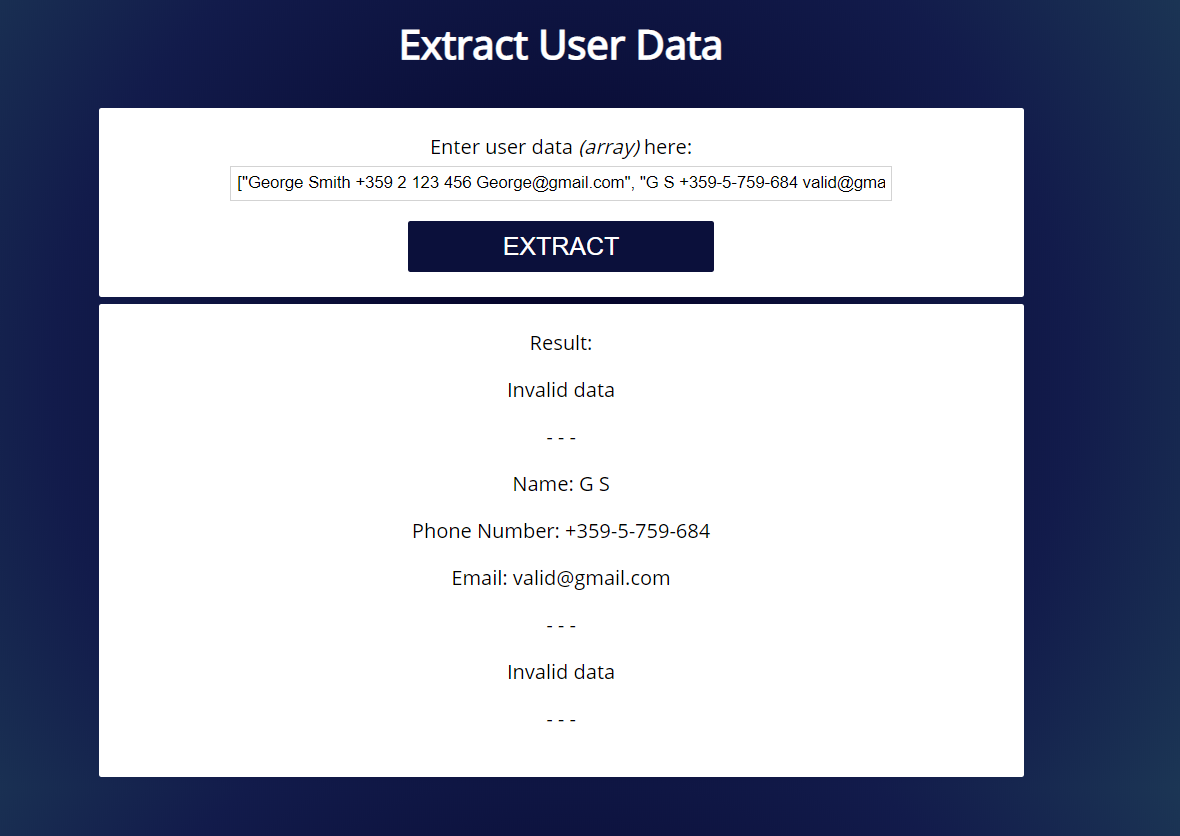 Extract User Data
Enter user data (array) here:
["George Smith +359 2 123 456 George@gmail.com", "G S +359-5-759-684 valid@gma
EXTRACT
Result:
Invalid data
- - -
Name: G S
Phone Number: +359-5-759-684
Email: valid@gmail.com
- - -
Invalid data
- - -